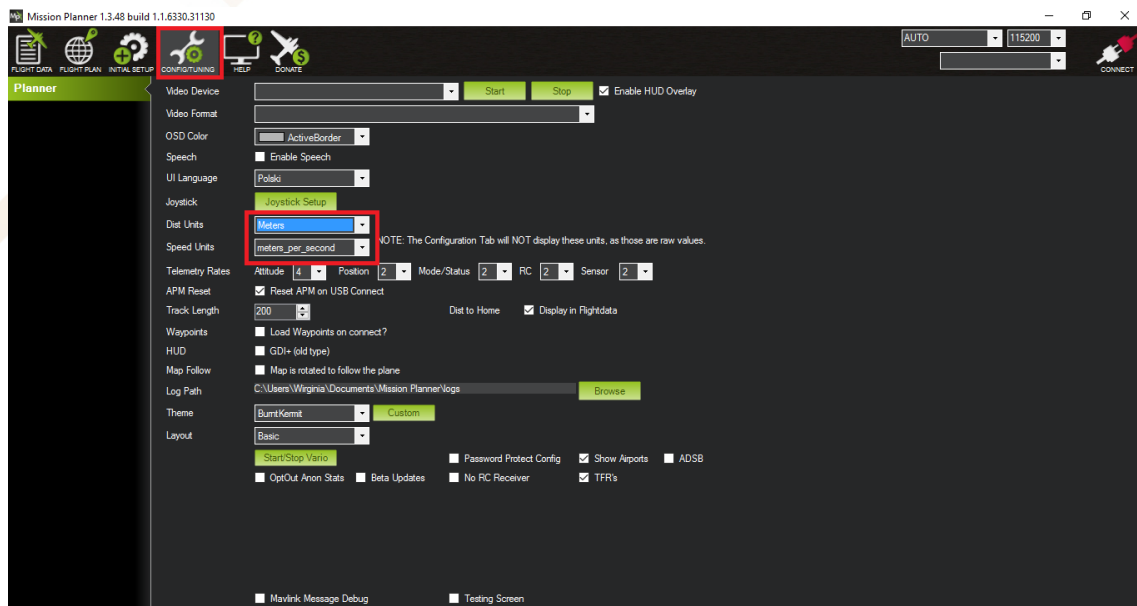 Mission Planner 1.3.48 build 1.1.6330.31130
FLIGHT DATA FLIGHT PLAN INITIAL SETUP CONFIG/TUNING HELP DONATE
AUTO 115200
CONNECT
Planner
Video Device Start Stop Enable HUD Overlay
Video Format
OSD Color ActiveBorder
Speech Enable Speech
UI Language Polski
Joystick Joystick Setup
Dist Units Meters
NOTE: The Configuration Tab will NOT display these units, as those are raw values.
Speed Units meters_per_second
Telemetry Rates Attitude 4 Position 2 Mode/Status 2 RC 2 Sensor 2
APM Reset Reset APM on USB Connect
Track Length 200 Dist to Home Display in Flightdata
Waypoints Load Waypoints on connect?
HUD GDI+ (old type)
Map Follow Map is rotated to follow the plane
Log Path C:\Users\Wirginia\Documents\Mission Planner\logs Browse
Theme BurntKermit Custom
Layout Basic
Start/Stop Vario Password Protect Config Show Airports ADSB
OptOut Anon Stats Beta Updates No RC Receiver TFR's
Mavlink Message Debug Testing Screen